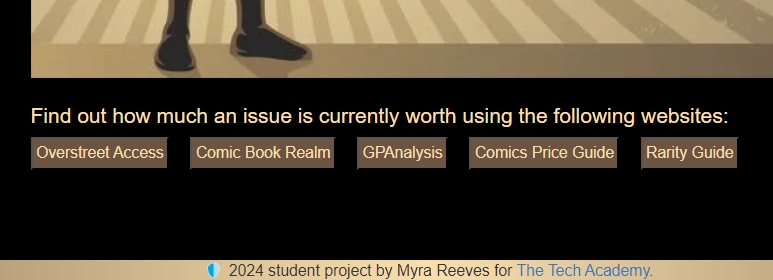 Find out how much an issue is currently worth using the following websites:
Overstreet Access Comic Book Realm GPAnalysis Comics Price Guide Rarity Guide
2024 student project by Myra Reeves for The Tech Academy.